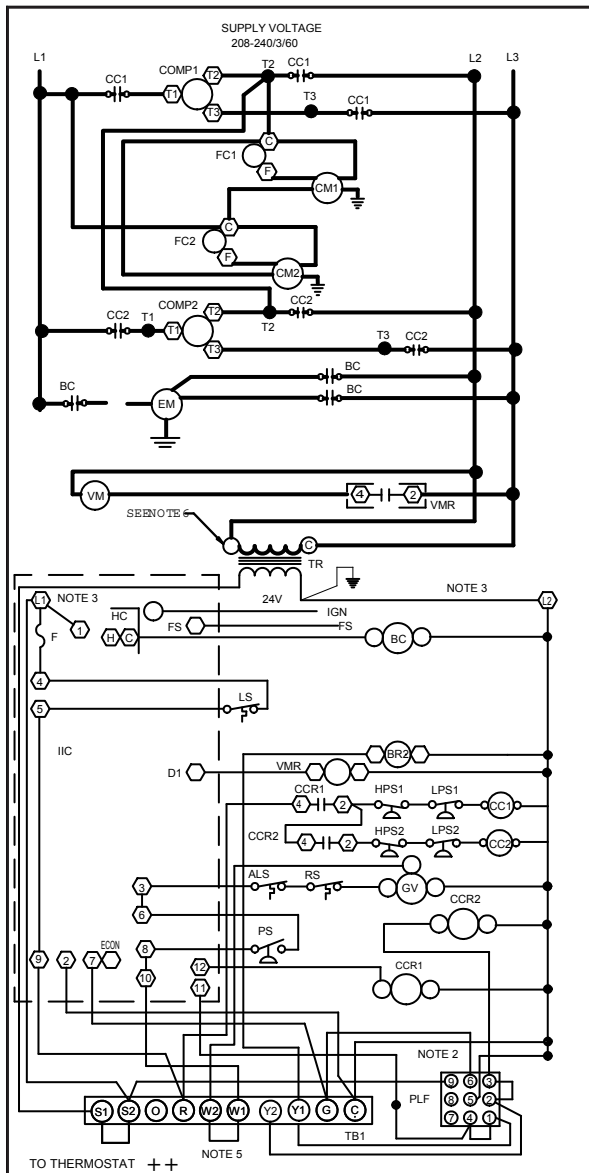 SUPPLY VOLTAGE
208-240/3/60
L1 L2 L3
CC1 COMP1 T2 T2 CC1
T1
T3 T3 CC1
C
FC1
F
CM1
C
FC2
F
CM2
CC2 T1 COMP2 T2 T2 CC2
T1
T3 T3 CC2
BC BC
BC
EM
VM 4 2
VMR
SEENOTE 6
C
TR
24V
L1 NOTE 3 NOTE 3 L2
HC IGN
F 1 FS FS
H C BC
4
5 LS
IIC
BR2
D1 VMR
CCR1 4 2 HPS1 LPS1 CC1
CCR2 4 2 HPS2 LPS2 CC2
3 ALS RS GV
6
CCR2
PS
ECON 8
9 2 7 10 12 CCR1
11
NOTE 2
9 6 3
PLF 8 5 2
7 4 1
S1 S2 O R W2 W1 Y2 Y1 G C
TB1
NOTE 5
TO THERMOSTAT ++